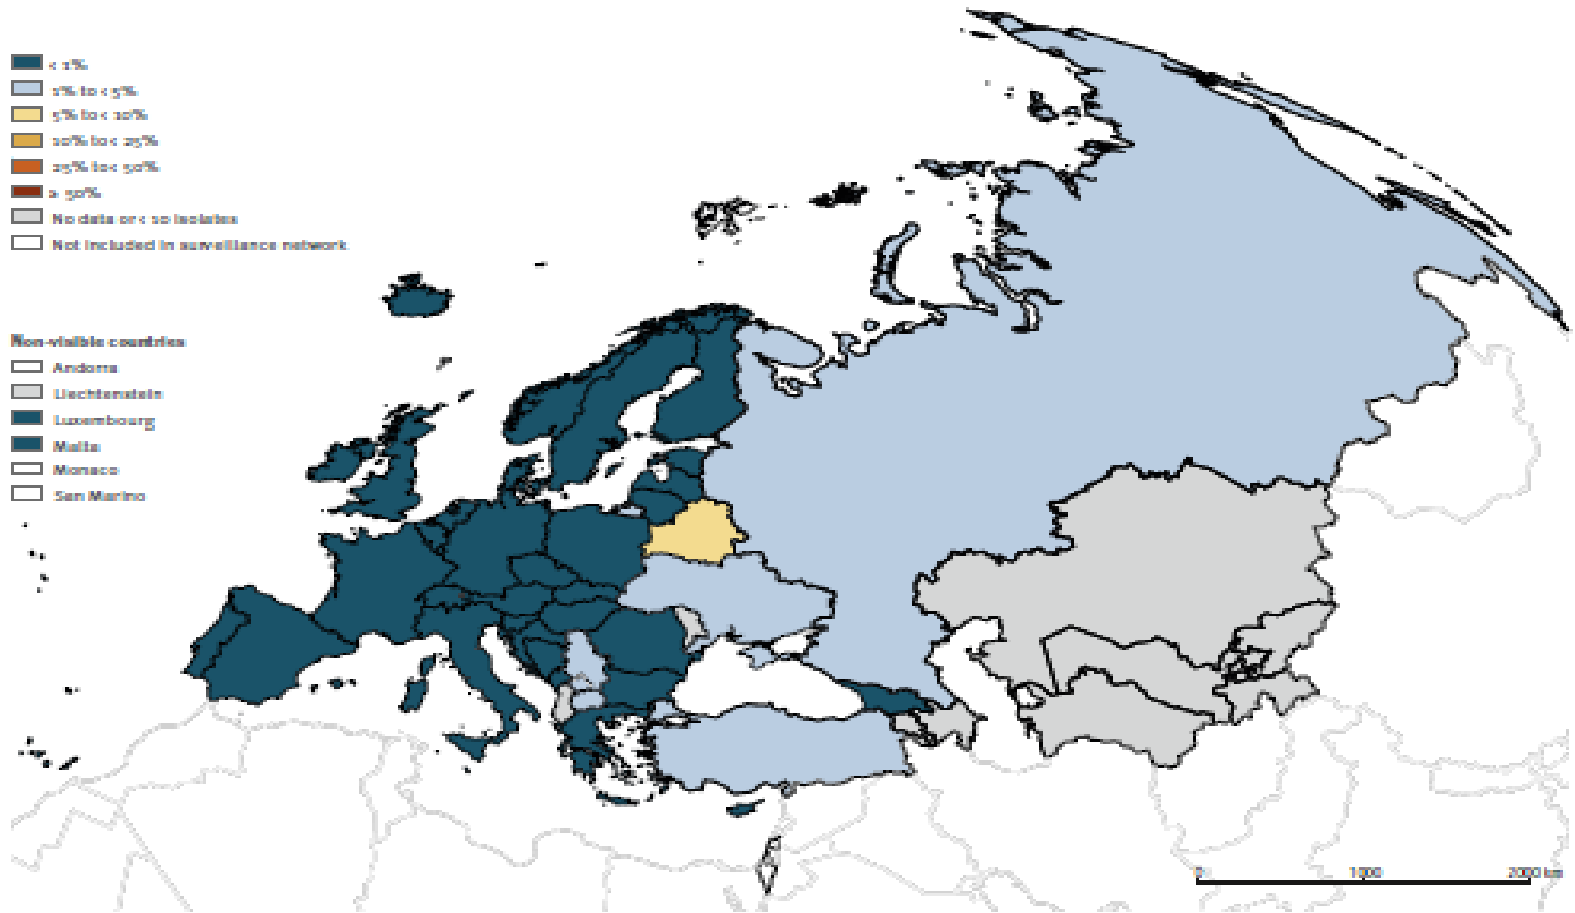 < 1%
1% to < 5%
5% to < 10%
10% to < 25%
25% to < 50%
≥ 50%
No data or < 10 isolates
Not included in surveillance network
Non-visible countries
Andorra
Liechtenstein
Luxembourg
Malta
Monaco
San Marino
0 1000 2000 km